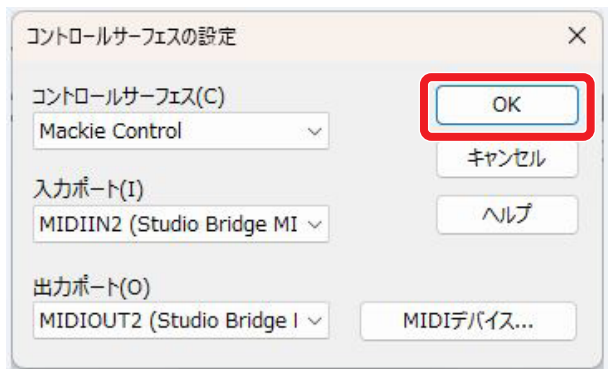 コントロールサーフェスの設定
コントロールサーフェス(C)
Mackie Control
入力ポート(I)
MIDIIN2 (Studio Bridge MI
出力ポート(O)
MIDIOUT2 (Studio Bridge I
OK
キャンセル
ヘルプ
MIDIデバイス...